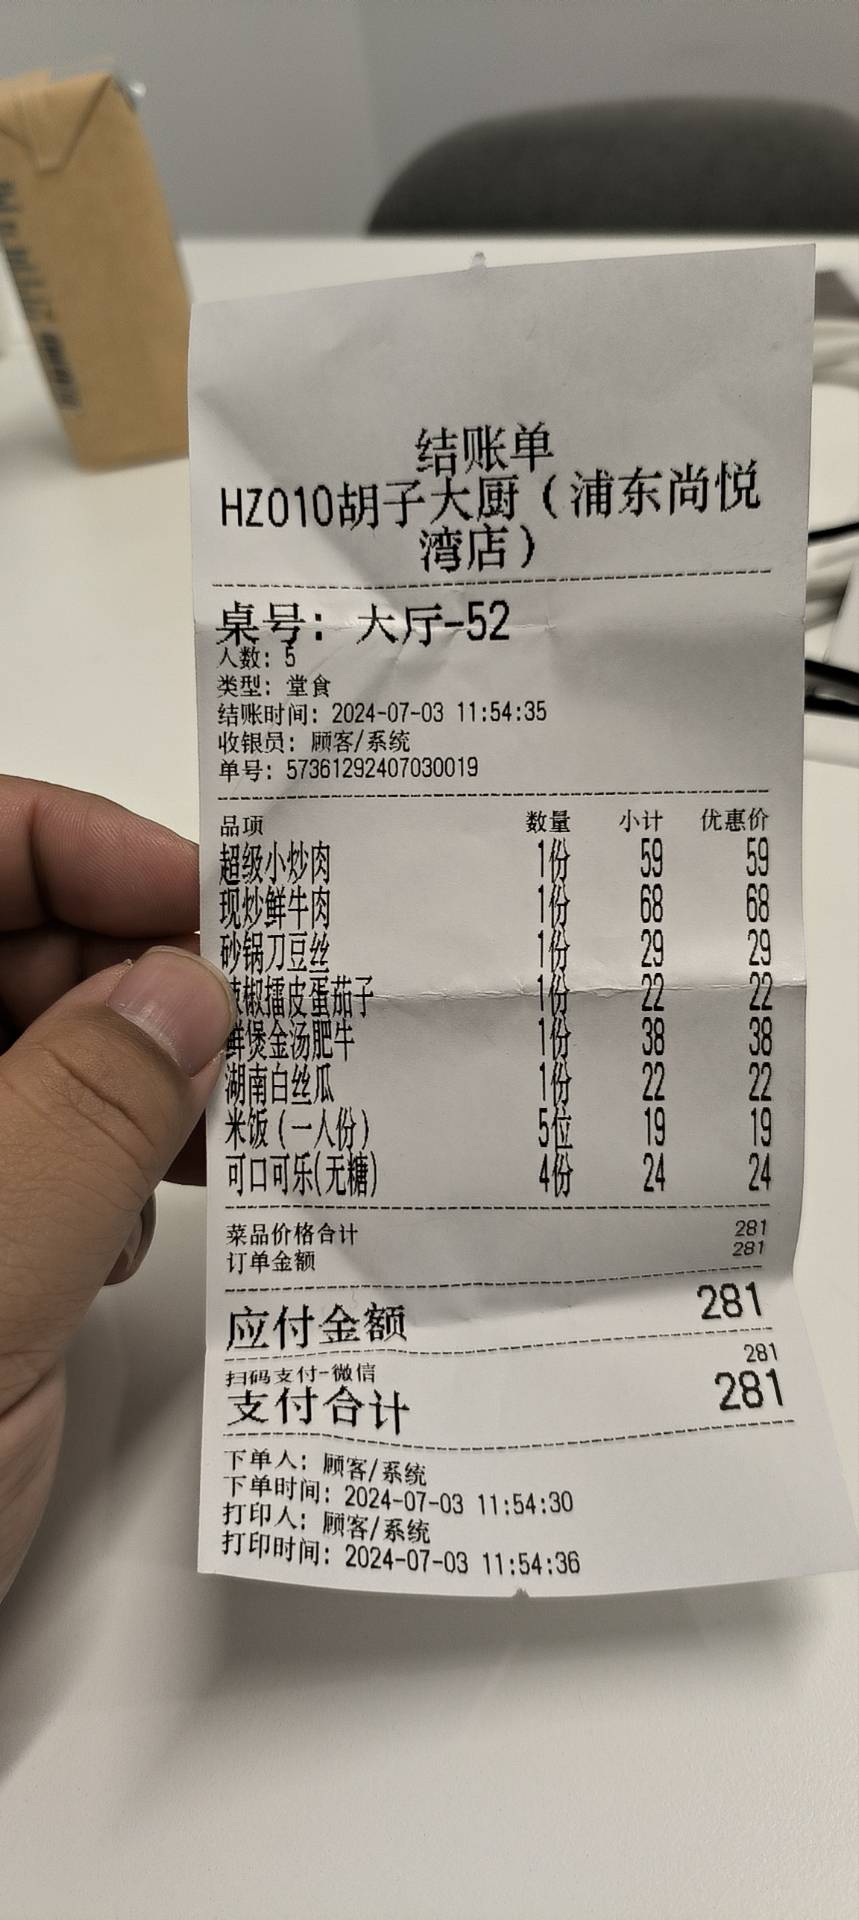 结账单
HZ010胡子大厨（浦东尚悦
湾店）
桌号: 大厅-52
人数: 5
类型: 堂食
结账时间: 2024-07-03 11:54:35
收银员: 顾客/系统
单号: 57361292407030019
品项 数量 小计 优惠价
超级小炒肉 1份 59 59
现炒鲜牛肉 1份 68 68
砂锅刀豆丝 1份 29 29
辣椒擂皮蛋茄子 1份 22 22
鲜煲金汤肥牛 1份 38 38
湖南白丝瓜 1份 22 22
米饭(一人份) 5位 19 19
可口可乐(无糖) 4份 24 24
菜品价格合计 281
订单金额 281
应付金额 281
扫码支付-微信 281
支付合计 281
下单人: 顾客/系统
下单时间: 2024-07-03 11:54:30
打印人: 顾客/系统
打印时间: 2024-07-03 11:54:36